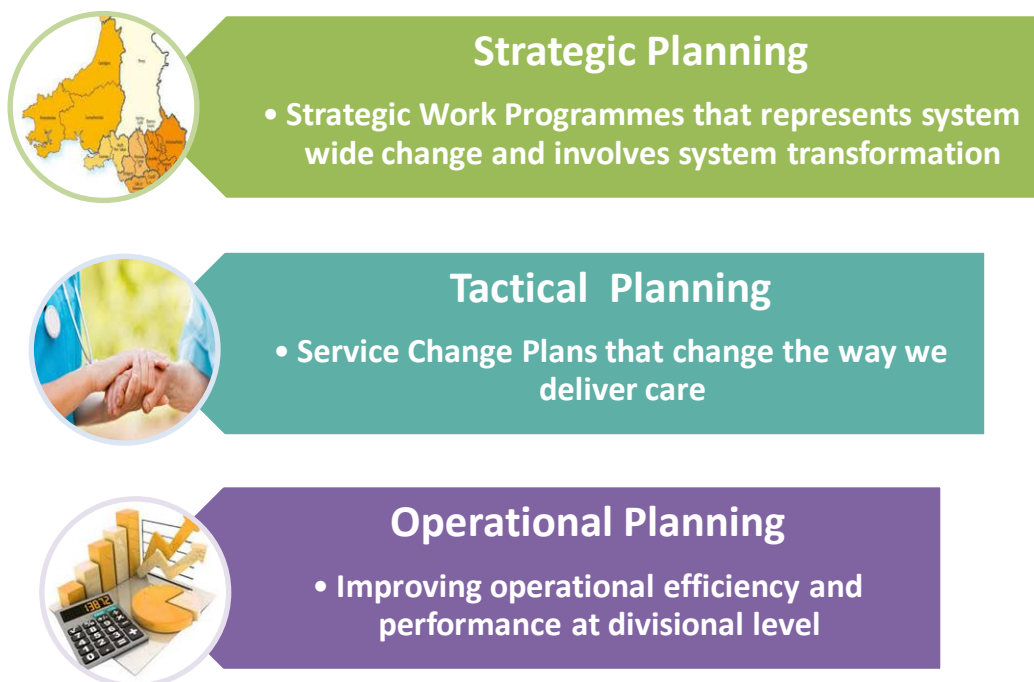 Strategic Planning
• Strategic Work Programmes that represents system
wide change and involves system transformation
Tactical Planning
• Service Change Plans that change the way we
deliver care
Operational Planning
• Improving operational efficiency and
performance at divisional level
13872